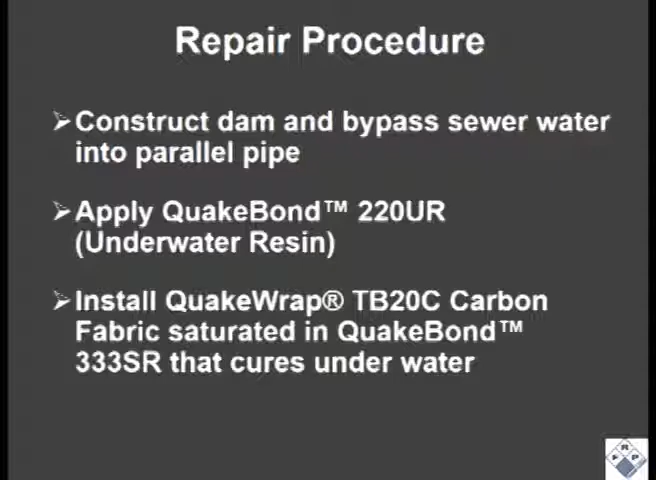 Repair Procedure
➢Construct dam and bypass sewer water
into parallel pipe
➢Apply QuakeBond™ 220UR
(Underwater Resin)
➢Install QuakeWrap® TB20C Carbon
Fabric saturated in QuakeBond™
333SR that cures under water
R
F P